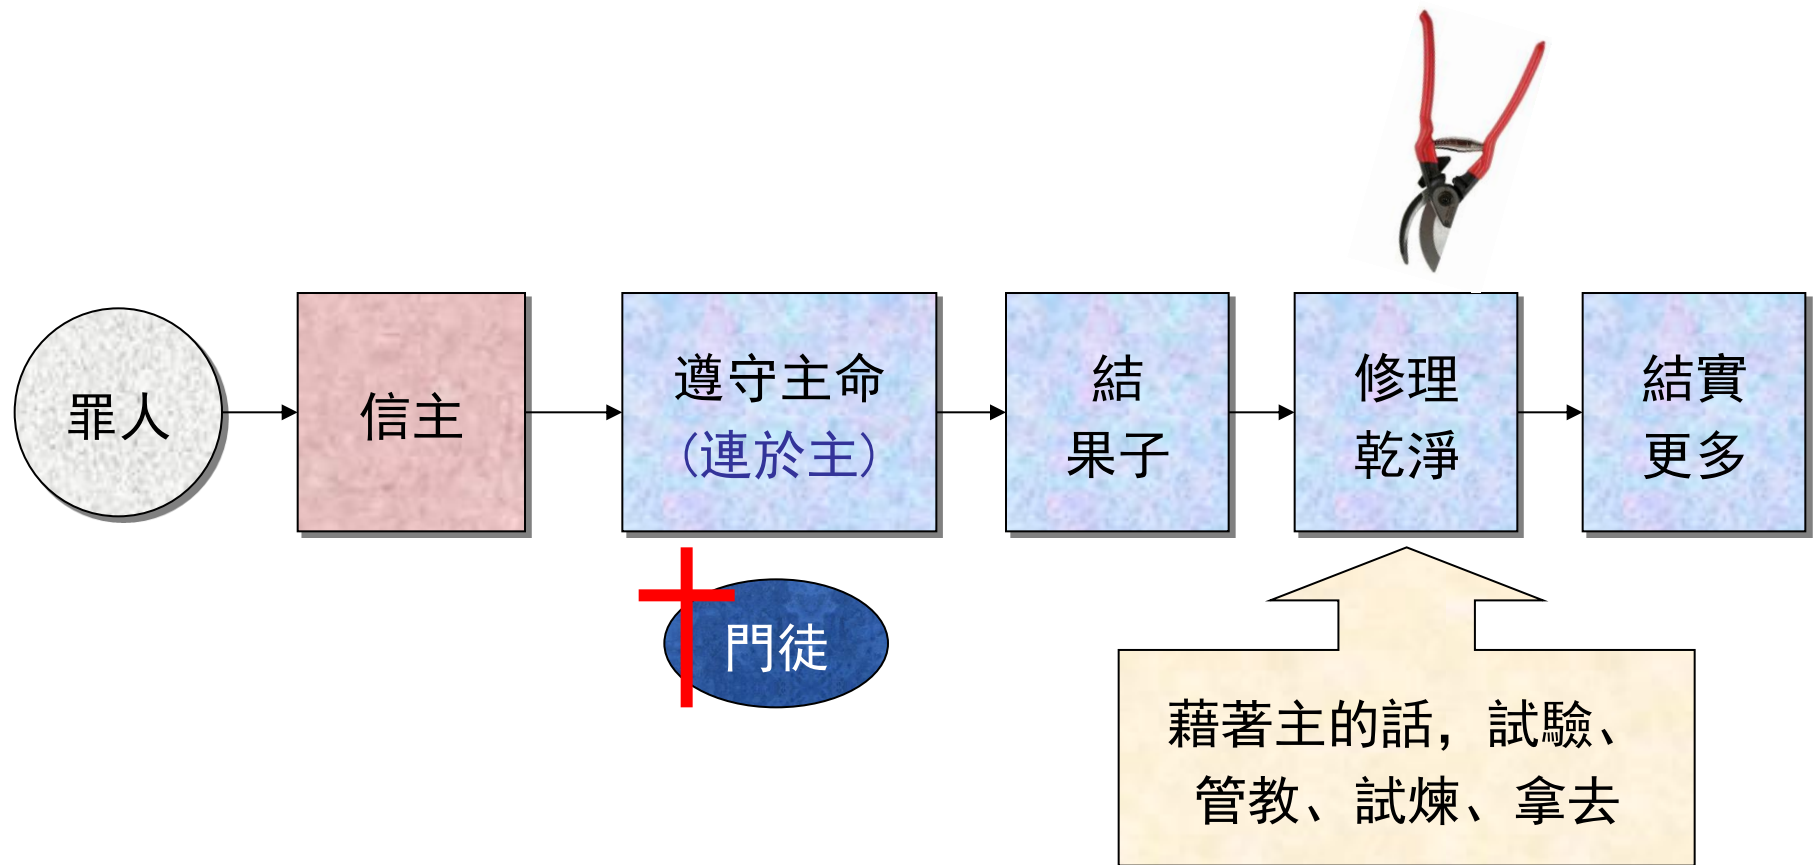 罪人
信主
遵守主命
(連於主)
結
果子
修理
乾淨
結實
更多
門徒
藉著主的話，試驗、
管教、試煉、拿去